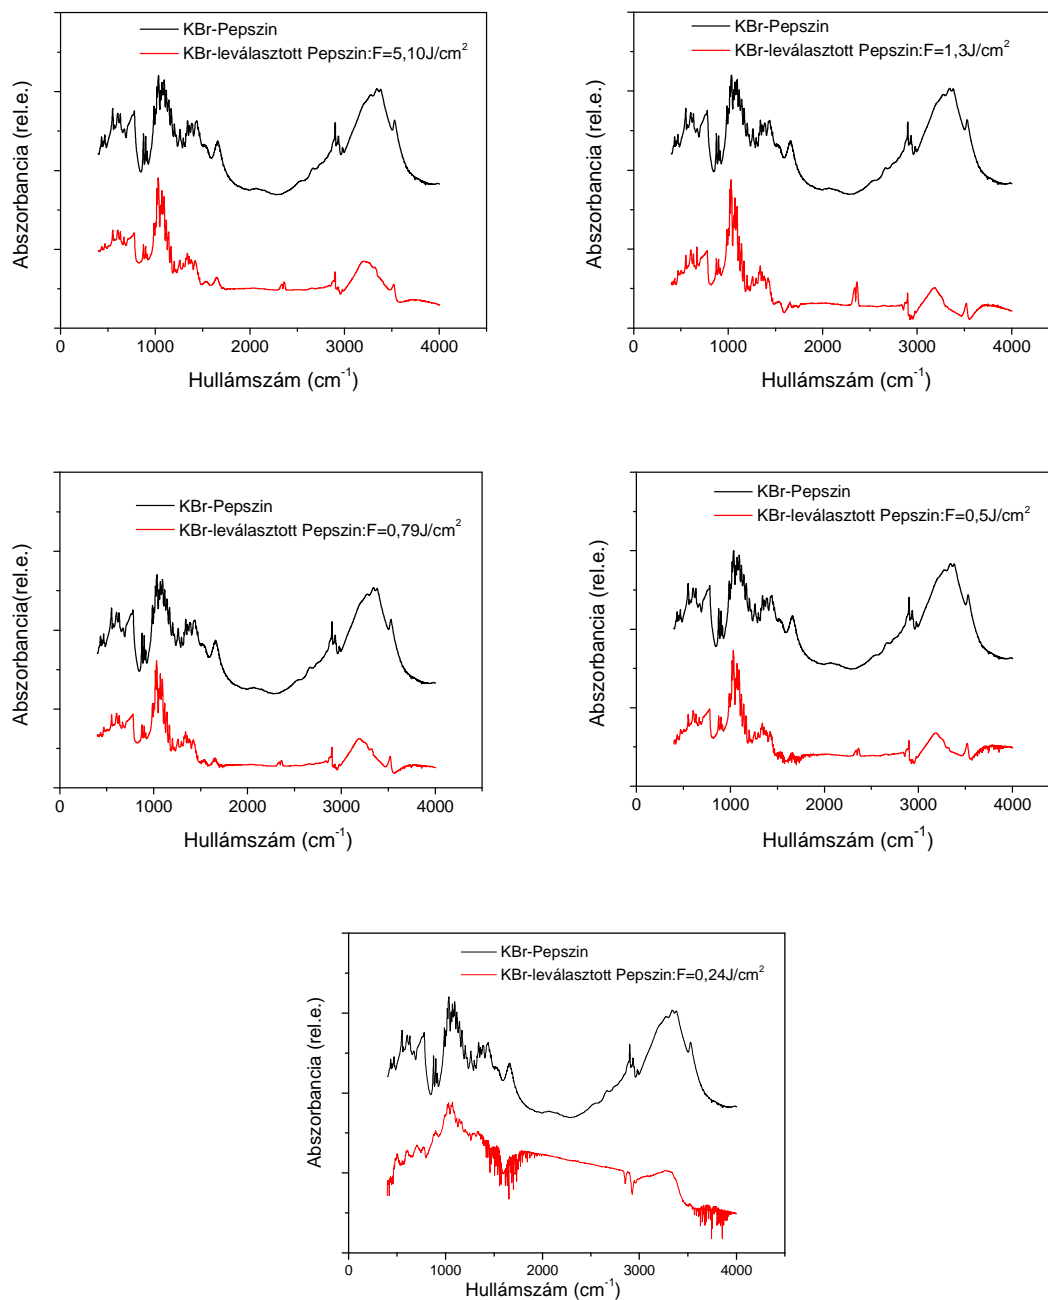 KBr-Pepszin
KBr-leválasztott Pepszin:F=5,10J/cm²
Abszorbancia (rel.e.)
0 1000 2000 3000 4000
Hullámszám (cm⁻¹)
KBr-Pepszin
KBr-leválasztott Pepszin:F=1,3J/cm²
Abszorbancia (rel.e.)
0 1000 2000 3000 4000
Hullámszám (cm⁻¹)
KBr-Pepszin
KBr-leválasztott Pepszin:F=0,79J/cm²
Abszorbancia(rel.e.)
0 1000 2000 3000 4000
Hullámszám (cm⁻¹)
KBr-Pepszin
KBr-leválasztott Pepszin:F=0,5J/cm²
Abszorbancia (rel.e.)
0 1000 2000 3000 4000
Hullámszám (cm⁻¹)
KBr-Pepszin
KBr-leválasztott Pepszin:F=0,24J/cm²
Abszorbancia (rel.e.)
0 1000 2000 3000 4000
Hullámszám (cm⁻¹)